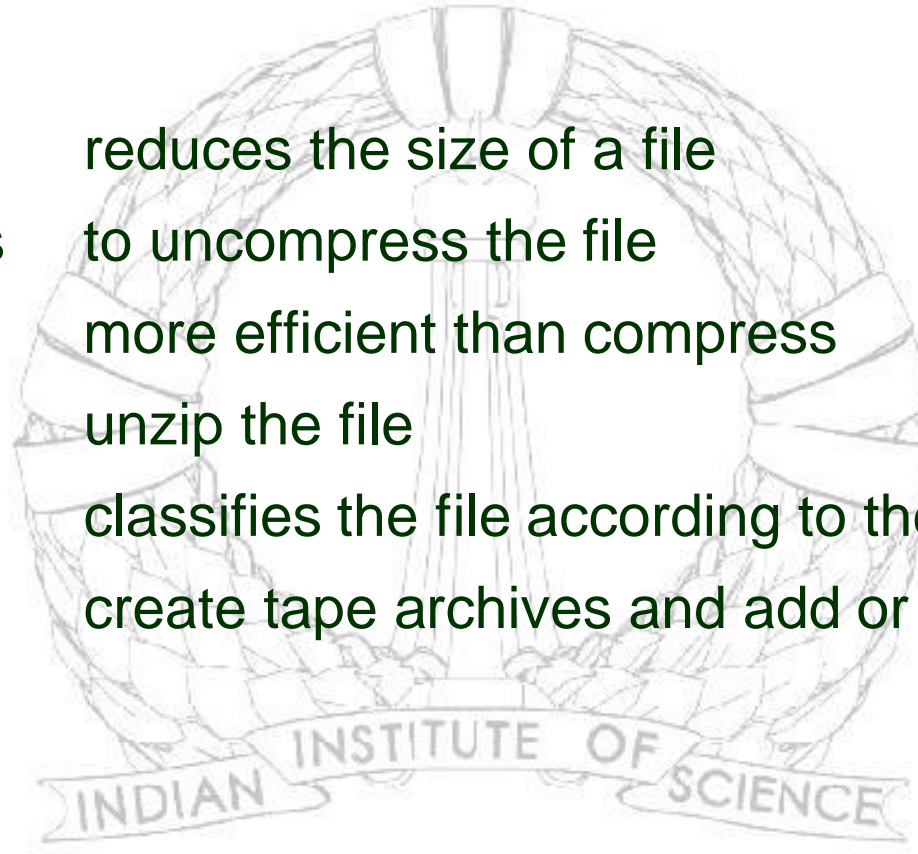 reduces the size of a file
s to uncompress the file
more efficient than compress
unzip the file
classifies the file according to the
create tape archives and add or
INDIAN INSTITUTE OF SCIENCE